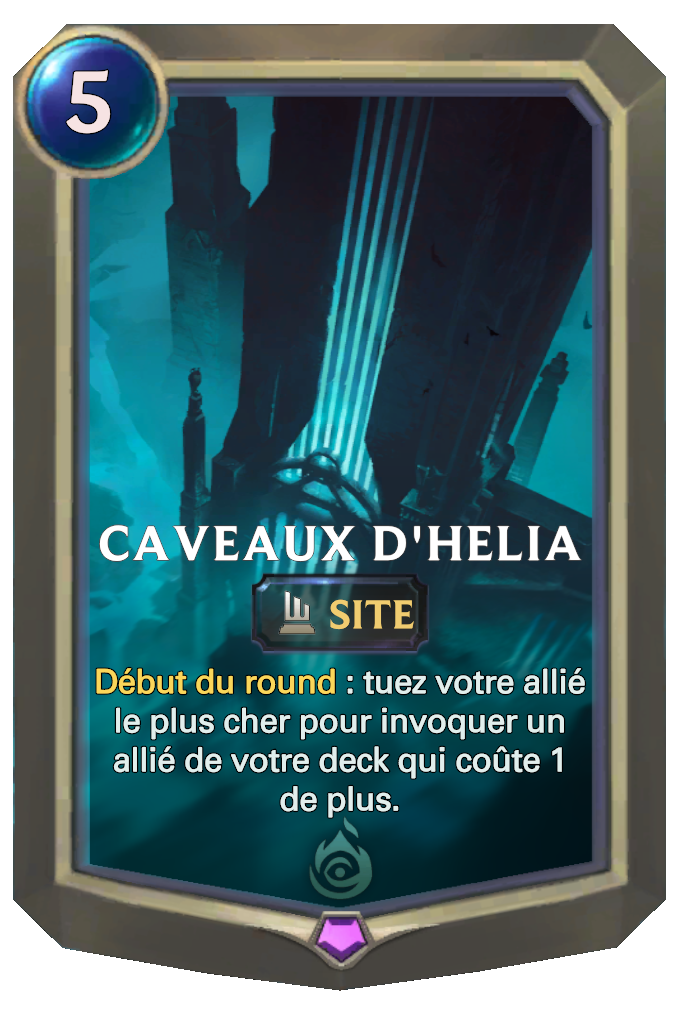 5
CAVEAUX D'HELIA
SITE
Début du round : tuez votre allié
le plus cher pour invoquer un
allié de votre deck qui coûte 1
de plus.